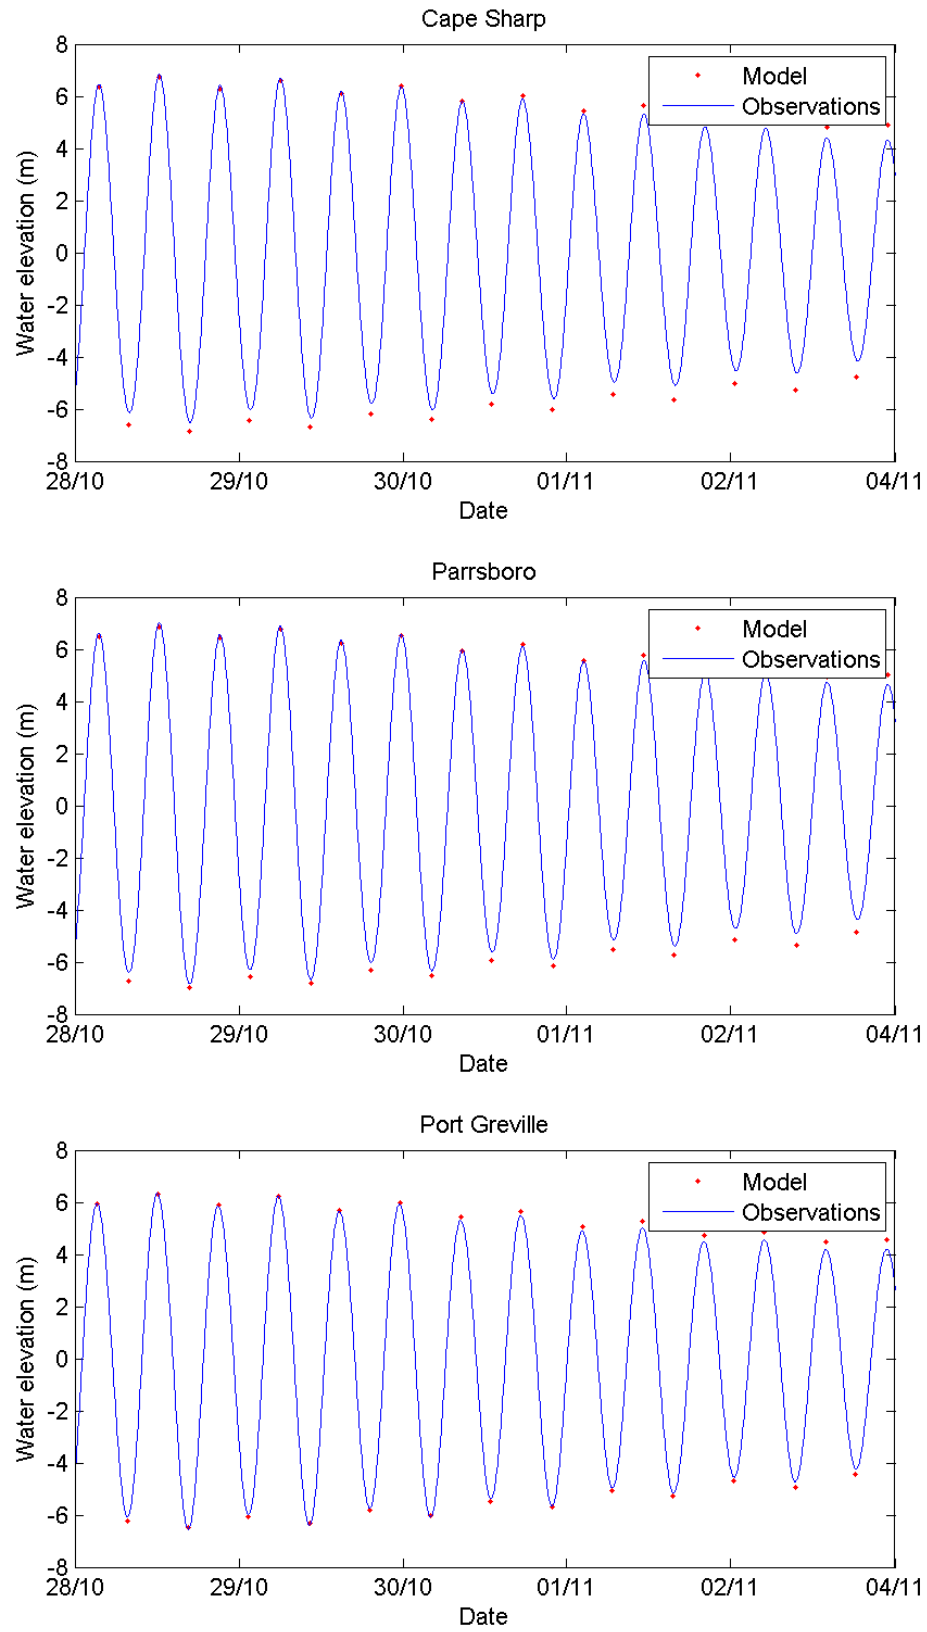 Cape Sharp
8
6
4
2
0
-2
-4
-6
-8
Water elevation (m)
Model
Observations
28/10 29/10 30/10 01/11 02/11 04/11
Date
Parrsboro
8
6
4
2
0
-2
-4
-6
-8
Water elevation (m)
Model
Observations
28/10 29/10 30/10 01/11 02/11 04/11
Date
Port Greville
8
6
4
2
0
-2
-4
-6
-8
Water elevation (m)
Model
Observations
28/10 29/10 30/10 01/11 02/11 04/11
Date